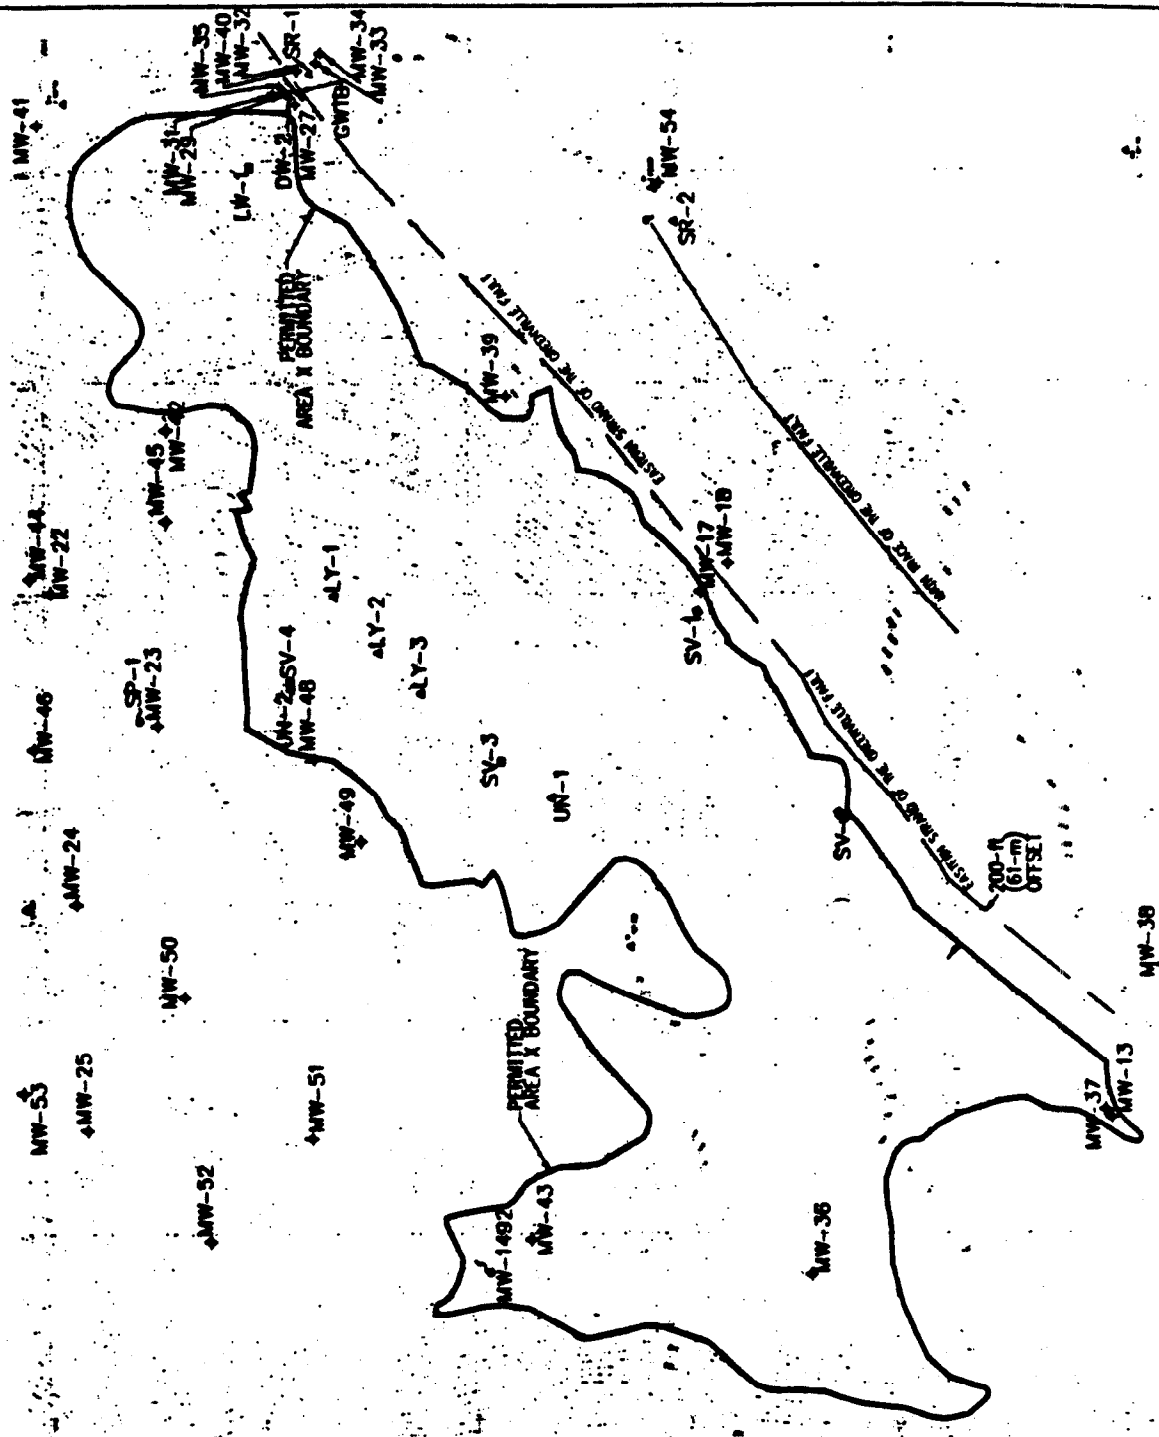 MW-41
MW-35
MW-40
MW-32
SR-1
MW-34
MW-33
MW-31
MW-29
LW-1
DW-2
MW-27
GWTB
MW-54
SR-2
PERMITTED
AREA X BOUNDARY
MW-39
EASTERN STRAND OF THE GREENVILLE FAULT
MAIN TRACE OF THE GREENVILLE FAULT
MW-45
MW-44
MW-22
LY-1
LY-2
LY-3
MW-17
MW-18
SV-1
SP-1
MW-23
UN-2
SV-4
MW-48
MW-46
SV-3
UN-1
MW-49
MW-24
EASTERN STRAND OF THE GREENVILLE FAULT
200-ft
(61-m)
OFFSET
MW-50
MW-38
PERMITTED
AREA X BOUNDARY
MW-53
MW-25
MW-51
MW-52
MW-37
MW-13
MW-43
MW-1492
MW-36